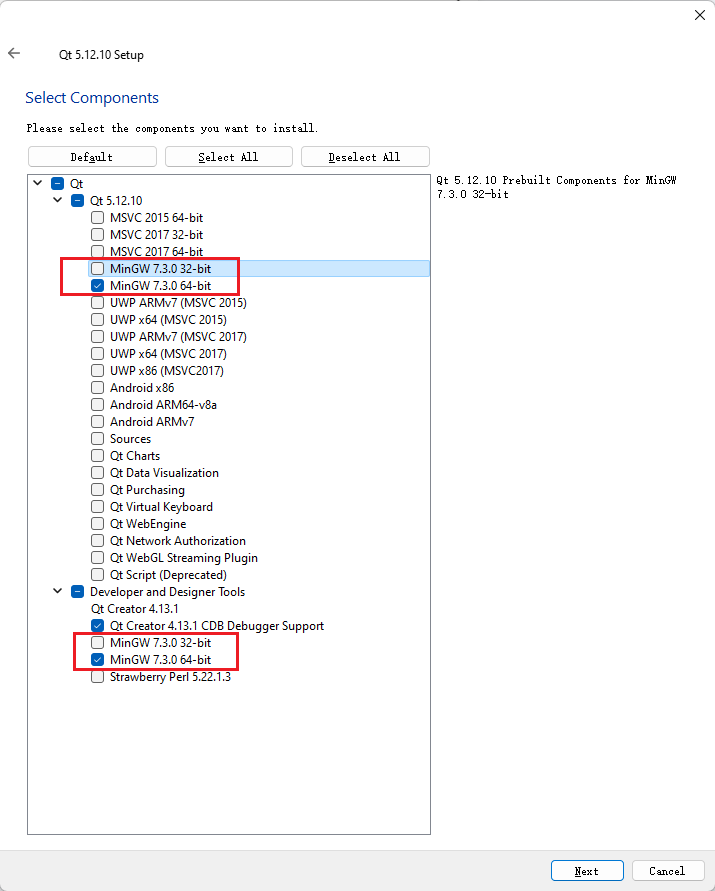 Qt 5.12.10 Setup
Select Components
Please select the components you want to install.
Default
Select All
Deselect All
Qt
Qt 5.12.10
MSVC 2015 64-bit
MSVC 2017 32-bit
MSVC 2017 64-bit
MinGW 7.3.0 32-bit
MinGW 7.3.0 64-bit
UWP ARMv7 (MSVC 2015)
UWP x64 (MSVC 2015)
UWP ARMv7 (MSVC 2017)
UWP x64 (MSVC 2017)
UWP x86 (MSVC2017)
Android x86
Android ARM64-v8a
Android ARMv7
Sources
Qt Charts
Qt Data Visualization
Qt Purchasing
Qt Virtual Keyboard
Qt WebEngine
Qt Network Authorization
Qt WebGL Streaming Plugin
Qt Script (Deprecated)
Developer and Designer Tools
Qt Creator 4.13.1
Qt Creator 4.13.1 CDB Debugger Support
MinGW 7.3.0 32-bit
MinGW 7.3.0 64-bit
Strawberry Perl 5.22.1.3
Qt 5.12.10 Prebuilt Components for MinGW
7.3.0 32-bit
Next
Cancel